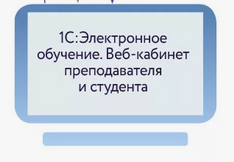 1С:Электронное
обучение. Веб-кабинет
преподавателя
и студента